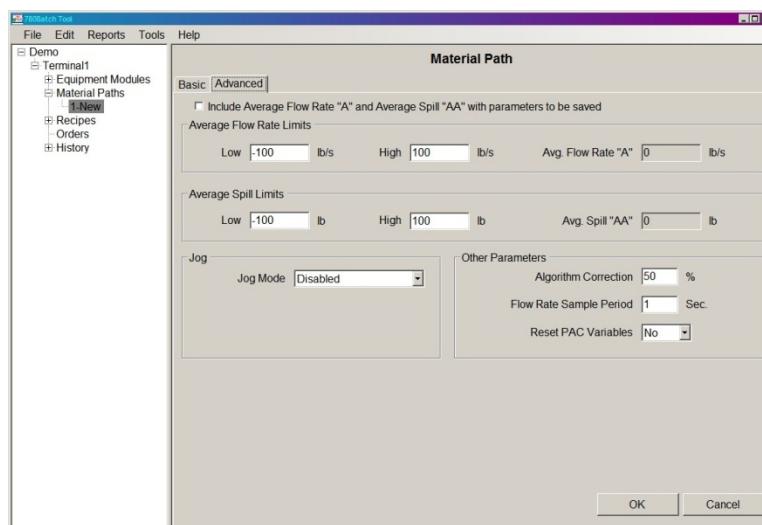 780Batch Tool
File Edit Reports Tools Help
Demo
Terminal1
Equipment Modules
Material Paths
1-New
Recipes
Orders
History
Material Path
Basic Advanced
Include Average Flow Rate "A" and Average Spill "AA" with parameters to be saved
Average Flow Rate Limits
Low -100 lb/s High 100 lb/s Avg. Flow Rate "A" 0 lb/s
Average Spill Limits
Low -100 lb High 100 lb Avg. Spill "AA" 0 lb
Jog
Jog Mode Disabled
Other Parameters
Algorithm Correction 50 %
Flow Rate Sample Period 1 Sec.
Reset PAC Variables No
OK Cancel